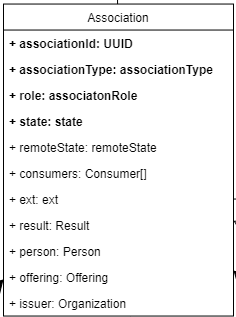 Association
+ associationId: UUID
+ associationType: associationType
+ role: associatonRole
+ state: state
+ remoteState: remoteState
+ consumers: Consumer[]
+ ext: ext
+ result: Result
+ person: Person
+ offering: Offering
+ issuer: Organization